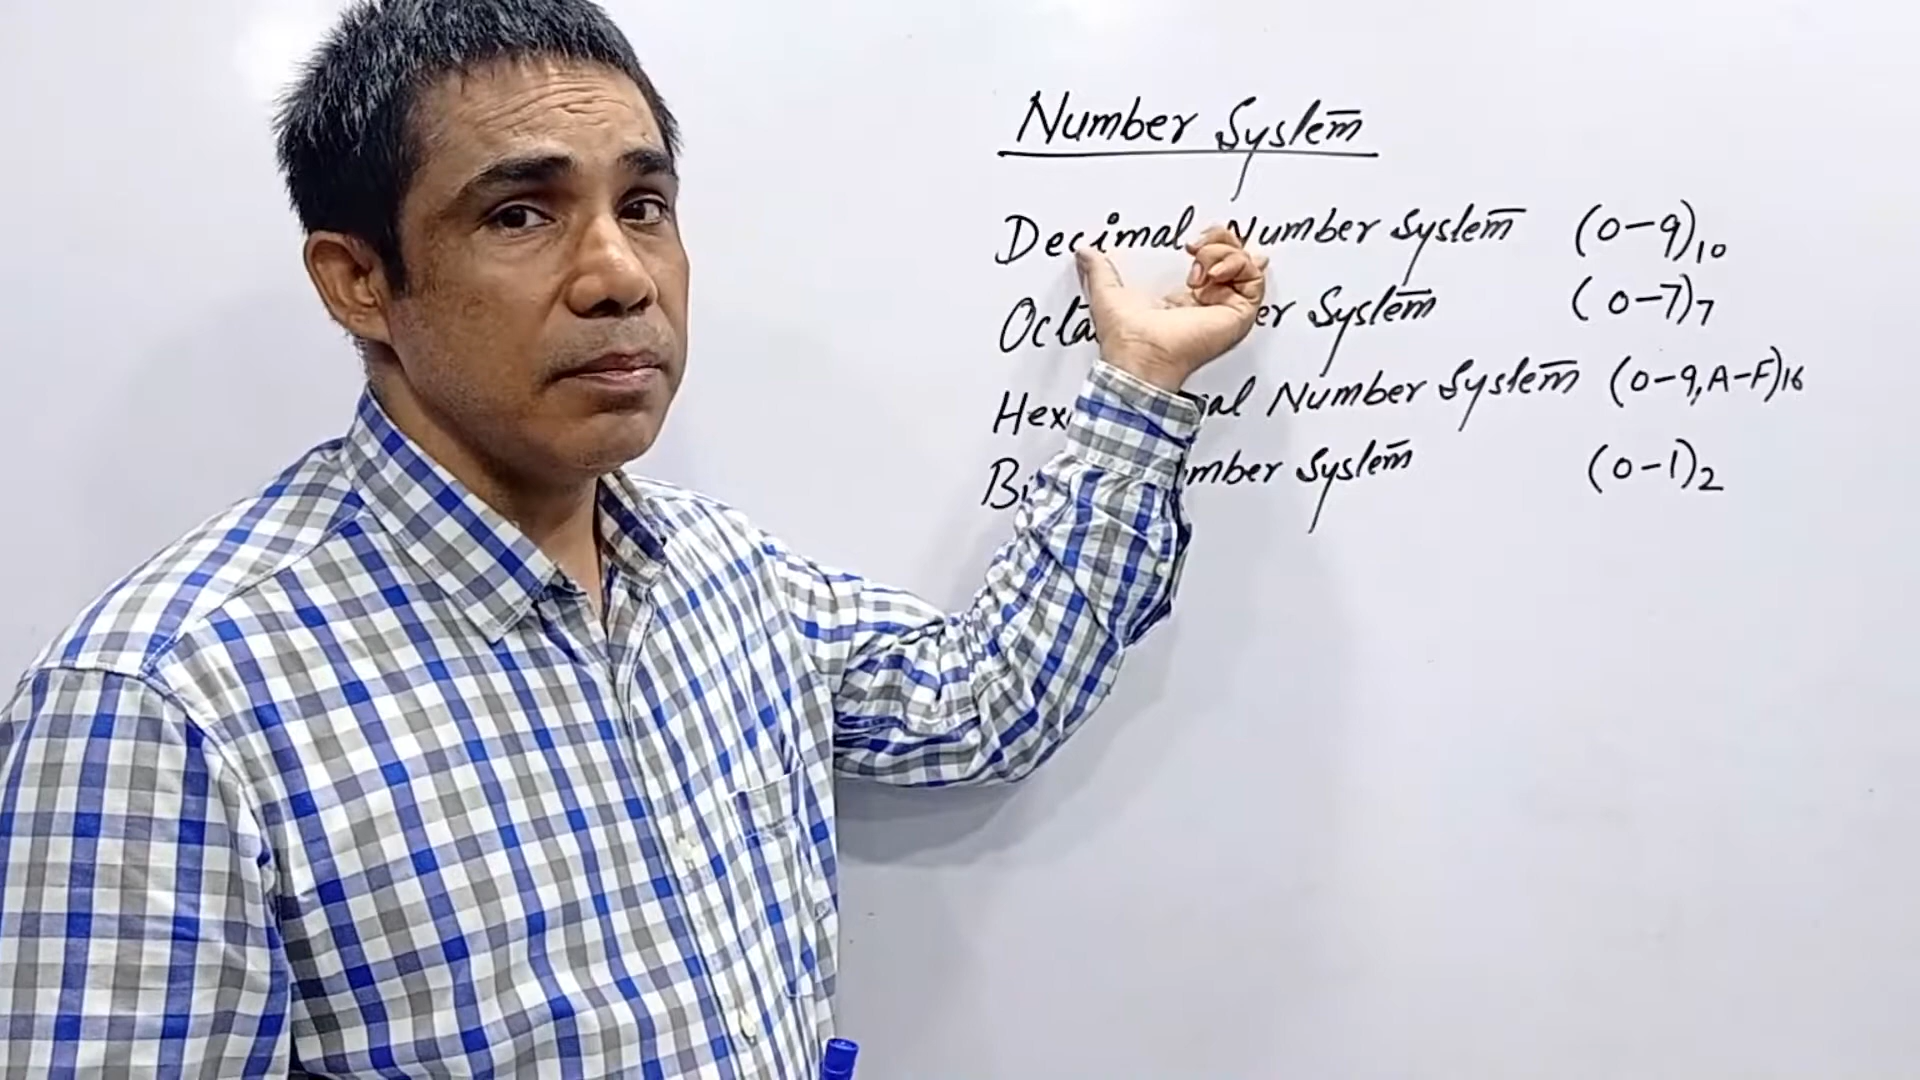 Number System
Decimal Number System (0-9)₁₀
Octa er System (0-7)₇
Hex al Number System (0-9,A-F)₁₆
Bi mber System (0-1)₂